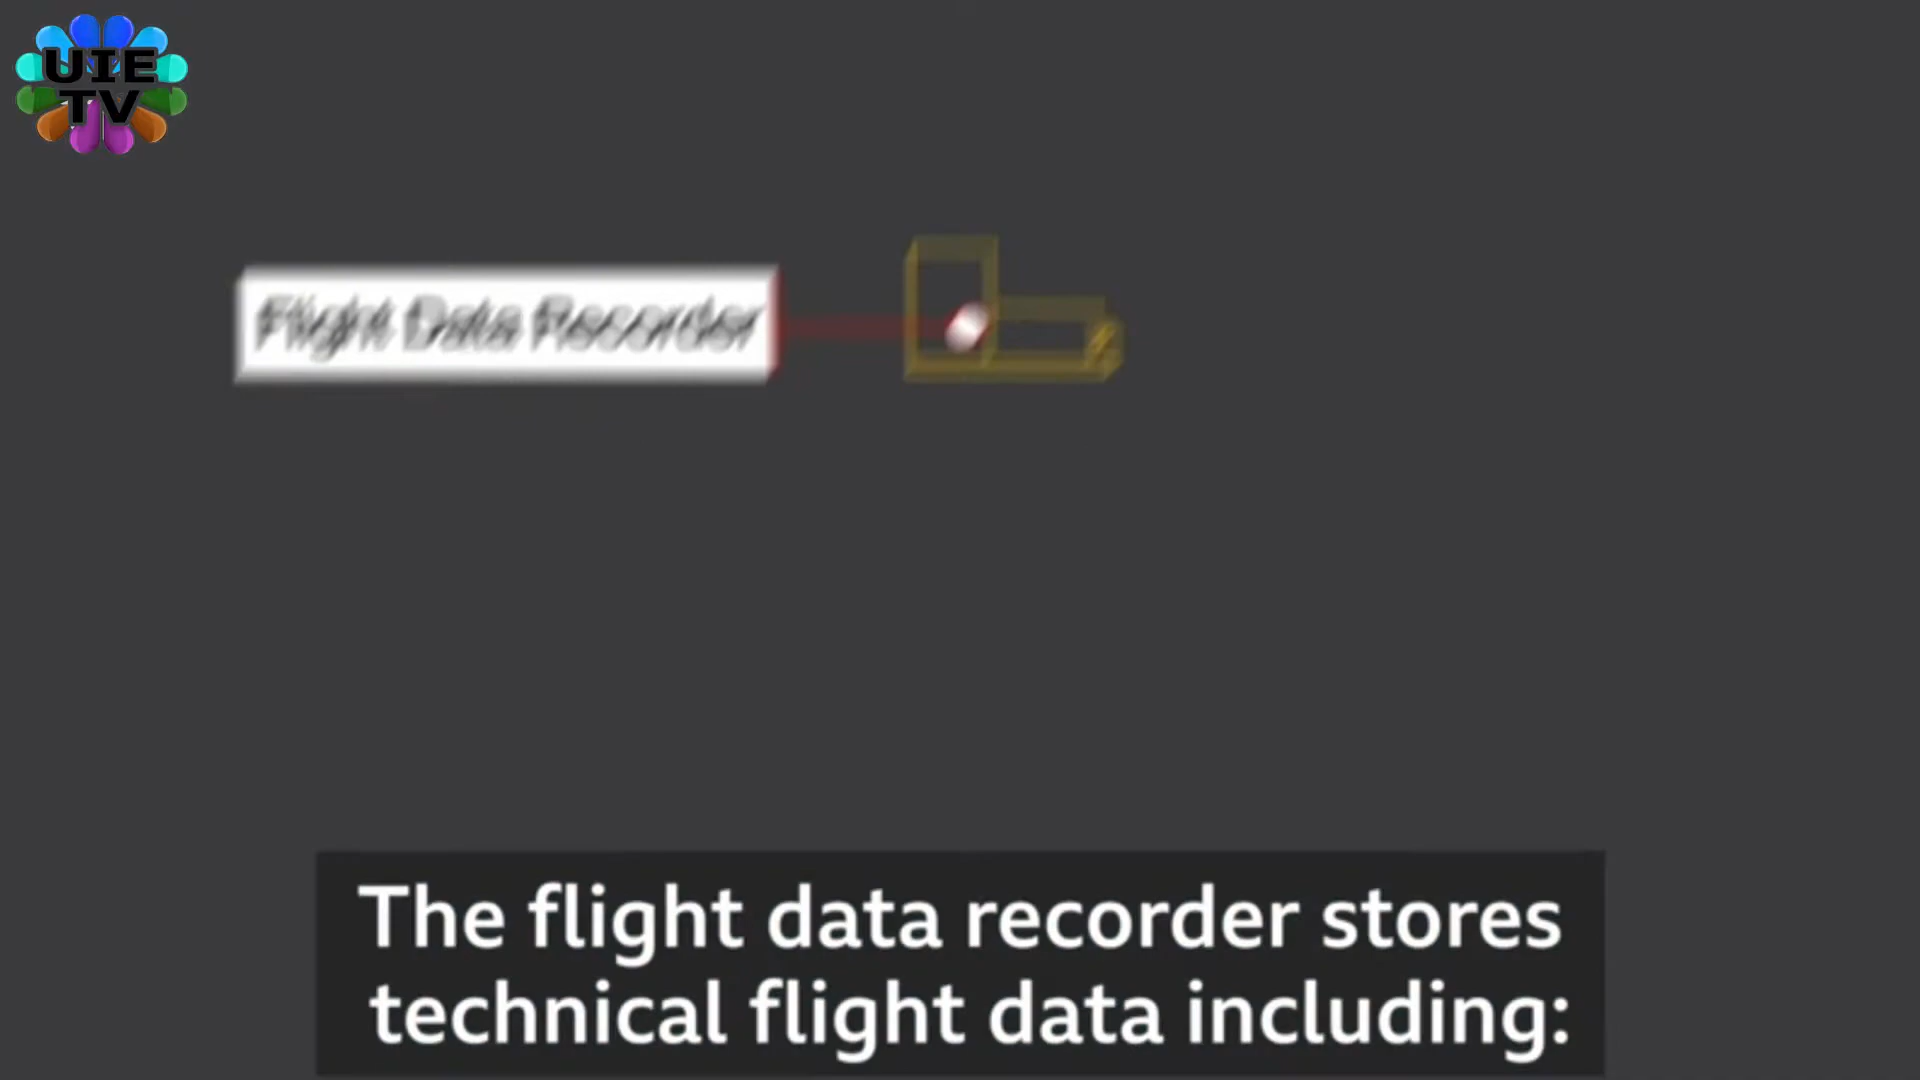 UIE
TV
Flight Data Recorder
The flight data recorder stores
technical flight data including: